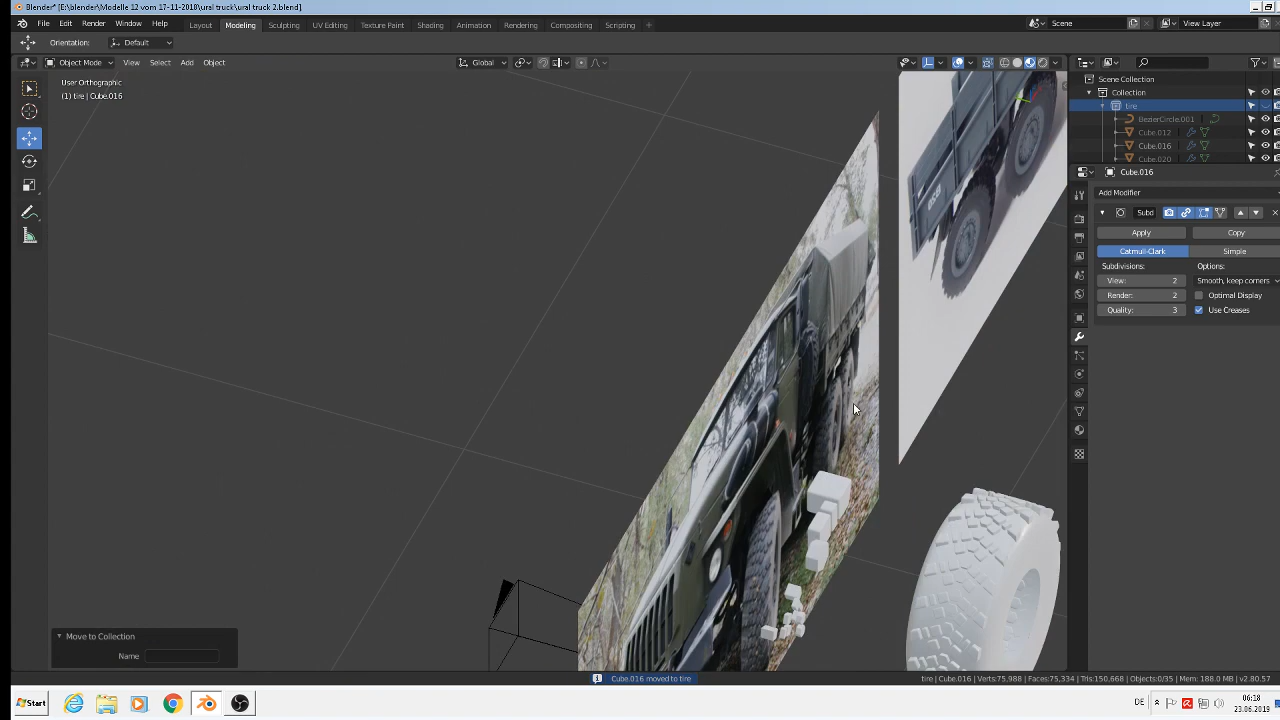 Blender* [E:\blender\Modelle 12 vom 17-11-2018\ural truck\ural truck 2.blend]
File Edit Render Window Help Layout Modeling Sculpting UV Editing Texture Paint Shading Animation Rendering Compositing Scripting + Scene View Layer
Orientation: Default
Object Mode View Select Add Object Global
User Orthographic
(1) tire | Cube.016
Scene Collection
Collection
tire
BezierCircle.001
Cube.012
Cube.016
Cube.020
Cube.016
Add Modifier
Subd
Apply Copy
Catmull-Clark Simple
Subdivisions: Options:
View: 2 Smooth, keep corners
Render: 2 Optimal Display
Quality: 3 Use Creases
Move to Collection
Name
Cube.016 moved to tire
tire | Cube.016 | Verts:75,988 | Faces:75,334 | Tris:150,668 | Objects:0/35 | Mem: 188.0 MB | v2.80.57
Start
DE
06:18
23.06.2019